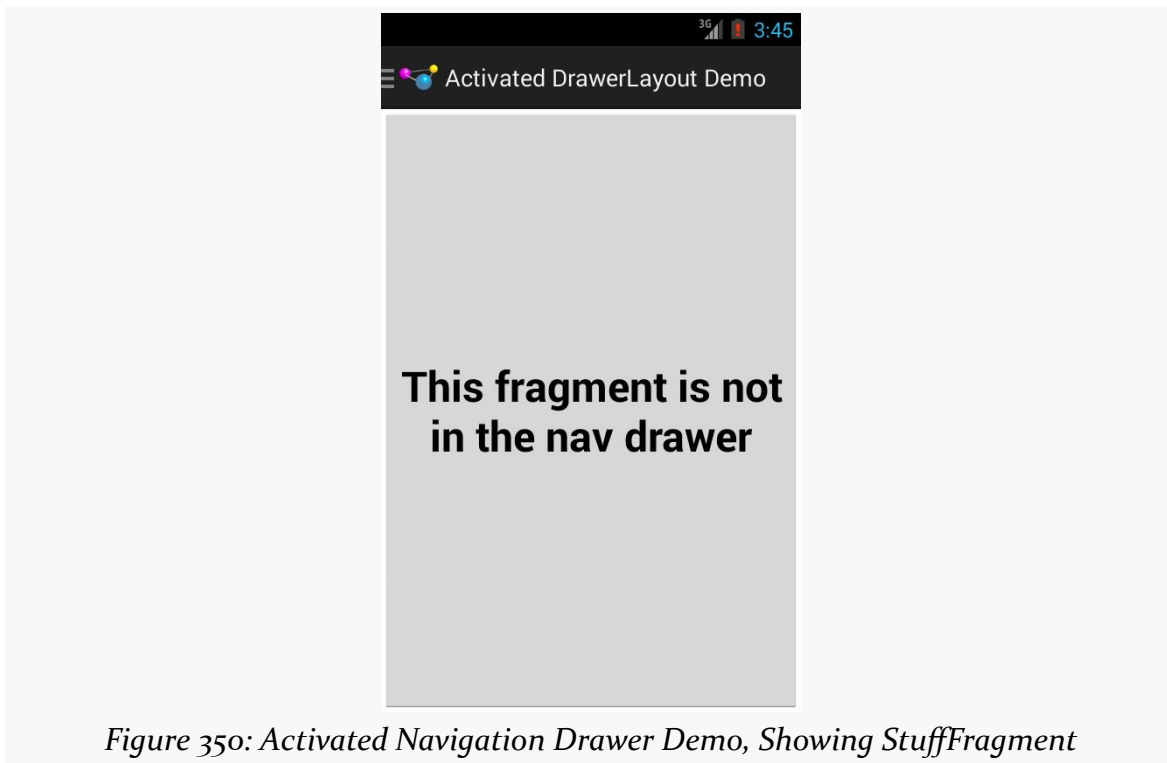 3G 3:45
Activated DrawerLayout Demo
This fragment is not
in the nav drawer
Figure 350: Activated Navigation Drawer Demo, Showing StuffFragment